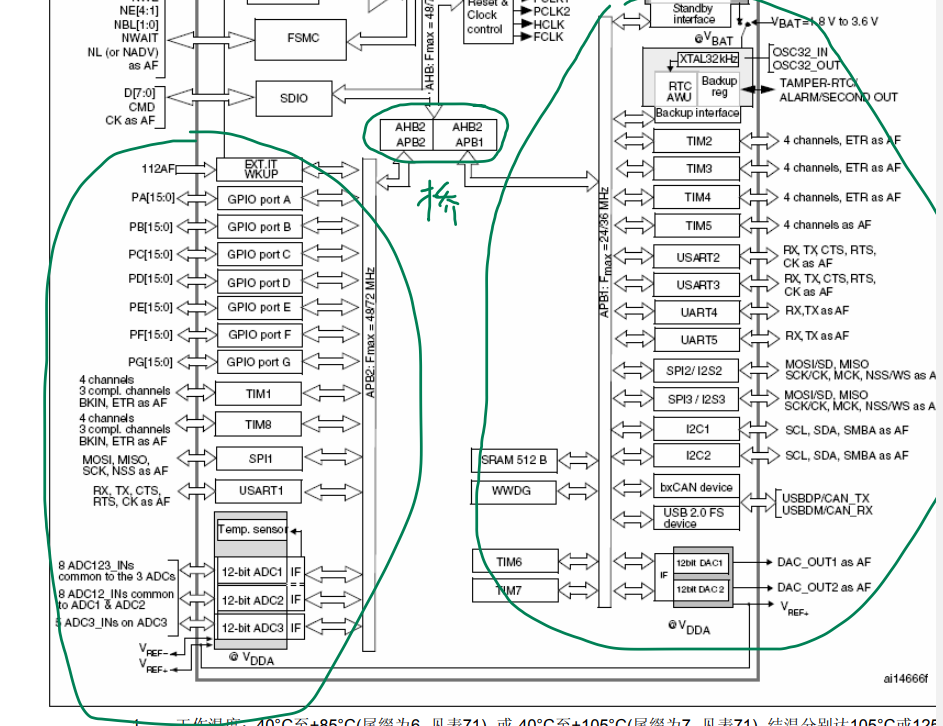 NE[4:1]
NBL[1:0]
NWAIT
NL (or NADV)
as AF
FSMC
D[7:0]
CMD
CK as AF
SDIO
AHB: Fmax = 48/7
Reset &
Clock
control
PCLK2
HCLK
FCLK
AHB2
APB2
AHB2
APB1
桥
112AF
EXT.IT
WKUP
PA[15:0]
GPIO port A
PB[15:0]
GPIO port B
PC[15:0]
GPIO port C
PD[15:0]
GPIO port D
PE[15:0]
GPIO port E
PF[15:0]
GPIO port F
PG[15:0]
GPIO port G
4 channels
3 compl. channels
BKIN, ETR as AF
TIM1
4 channels
3 compl. channels
BKIN, ETR as AF
TIM8
MOSI, MISO,
SCK, NSS as AF
SPI1
RX, TX, CTS,
RTS, CK as AF
USART1
Temp. sensor
8 ADC123_INs
common to the 3 ADCs
12-bit ADC1
IF
8 ADC12_INs common
to ADC1 & ADC2
12-bit ADC2
IF
5 ADC3_INs on ADC3
12-bit ADC3
IF
VREF–
VREF+
@ VDDA
APB2: Fmax = 48/72 MHz
APB1: Fmax = 24/36 MHz
Standby
interface
@VBAT
VBAT=1.8 V to 3.6 V
XTAL32kHz
OSC32_IN
OSC32_OUT
RTC
AWU
Backup
reg
TAMPER-RTC/
ALARM/SECOND OUT
Backup interface
TIM2
4 channels, ETR as AF
TIM3
4 channels, ETR as AF
TIM4
4 channels, ETR as AF
TIM5
4 channels as AF
USART2
RX, TX, CTS, RTS,
CK as AF
USART3
RX, TX, CTS, RTS,
CK as AF
UART4
RX,TX as AF
UART5
RX,TX as AF
SPI2/ I2S2
MOSI/SD, MISO
SCK/CK, MCK, NSS/WS as A
SPI3 / I2S3
MOSI/SD, MISO
SCK/CK, MCK, NSS/WS as A
I2C1
SCL, SDA, SMBA as AF
I2C2
SCL, SDA, SMBA as AF
SRAM 512 B
WWDG
bxCAN device
USB 2.0 FS
device
USBDP/CAN_TX
USBDM/CAN_RX
TIM6
TIM7
IF
12bit DAC1
12bit DAC 2
DAC_OUT1 as AF
DAC_OUT2 as AF
VREF+
@ VDDA
ai14666f